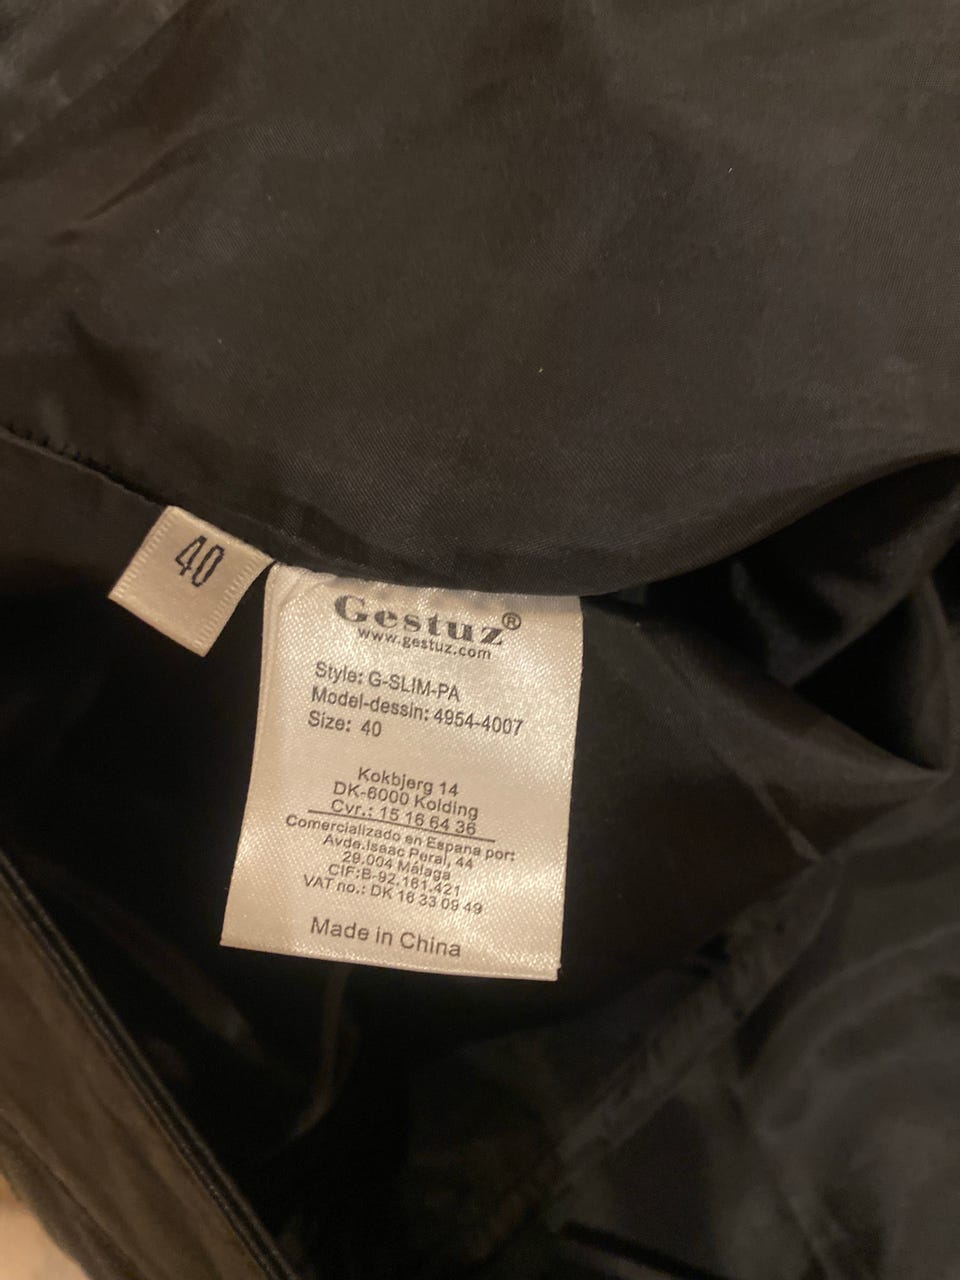 40
Gestuz®
www.gestuz.com
Style: G-SLIM-PA
Model-dessin: 4954-4007
Size: 40
Kokbjerg 14
DK-6000 Kolding
Cvr.: 15 16 64 36
Comercializado en Espana por:
Avde.Isaac Peral, 44
29.004 Málaga
CIF:B-92.161.421
VAT no.: DK 16 33 09 49
Made in China